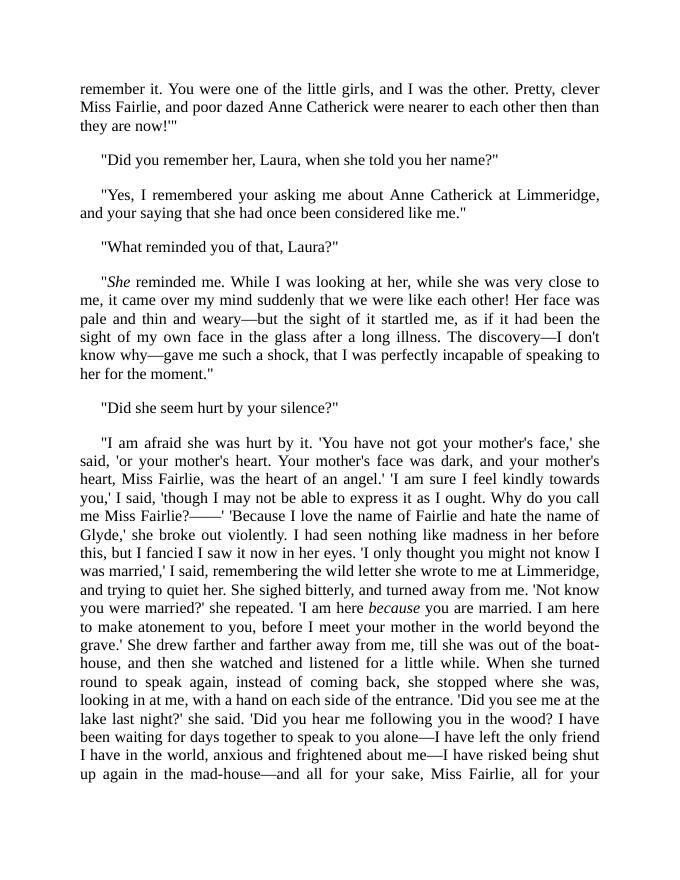 remember it. You were one of the little girls, and I was the other. Pretty, clever
Miss Fairlie, and poor dazed Anne Catherick were nearer to each other then than
they are now!'"
"Did you remember her, Laura, when she told you her name?"
"Yes, I remembered your asking me about Anne Catherick at Limmeridge,
and your saying that she had once been considered like me."
"What reminded you of that, Laura?"
"She reminded me. While I was looking at her, while she was very close to
me, it came over my mind suddenly that we were like each other! Her face was
pale and thin and weary—but the sight of it startled me, as if it had been the
sight of my own face in the glass after a long illness. The discovery—I don't
know why—gave me such a shock, that I was perfectly incapable of speaking to
her for the moment."
"Did she seem hurt by your silence?"
"I am afraid she was hurt by it. 'You have not got your mother's face,' she
said, 'or your mother's heart. Your mother's face was dark, and your mother's
heart, Miss Fairlie, was the heart of an angel.' 'I am sure I feel kindly towards
you,' I said, 'though I may not be able to express it as I ought. Why do you call
me Miss Fairlie?——' 'Because I love the name of Fairlie and hate the name of
Glyde,' she broke out violently. I had seen nothing like madness in her before
this, but I fancied I saw it now in her eyes. 'I only thought you might not know I
was married,' I said, remembering the wild letter she wrote to me at Limmeridge,
and trying to quiet her. She sighed bitterly, and turned away from me. 'Not know
you were married?' she repeated. 'I am here because you are married. I am here
to make atonement to you, before I meet your mother in the world beyond the
grave.' She drew farther and farther away from me, till she was out of the boat-
house, and then she watched and listened for a little while. When she turned
round to speak again, instead of coming back, she stopped where she was,
looking in at me, with a hand on each side of the entrance. 'Did you see me at the
lake last night?' she said. 'Did you hear me following you in the wood? I have
been waiting for days together to speak to you alone—I have left the only friend
I have in the world, anxious and frightened about me—I have risked being shut
up again in the mad-house—and all for your sake, Miss Fairlie, all for your